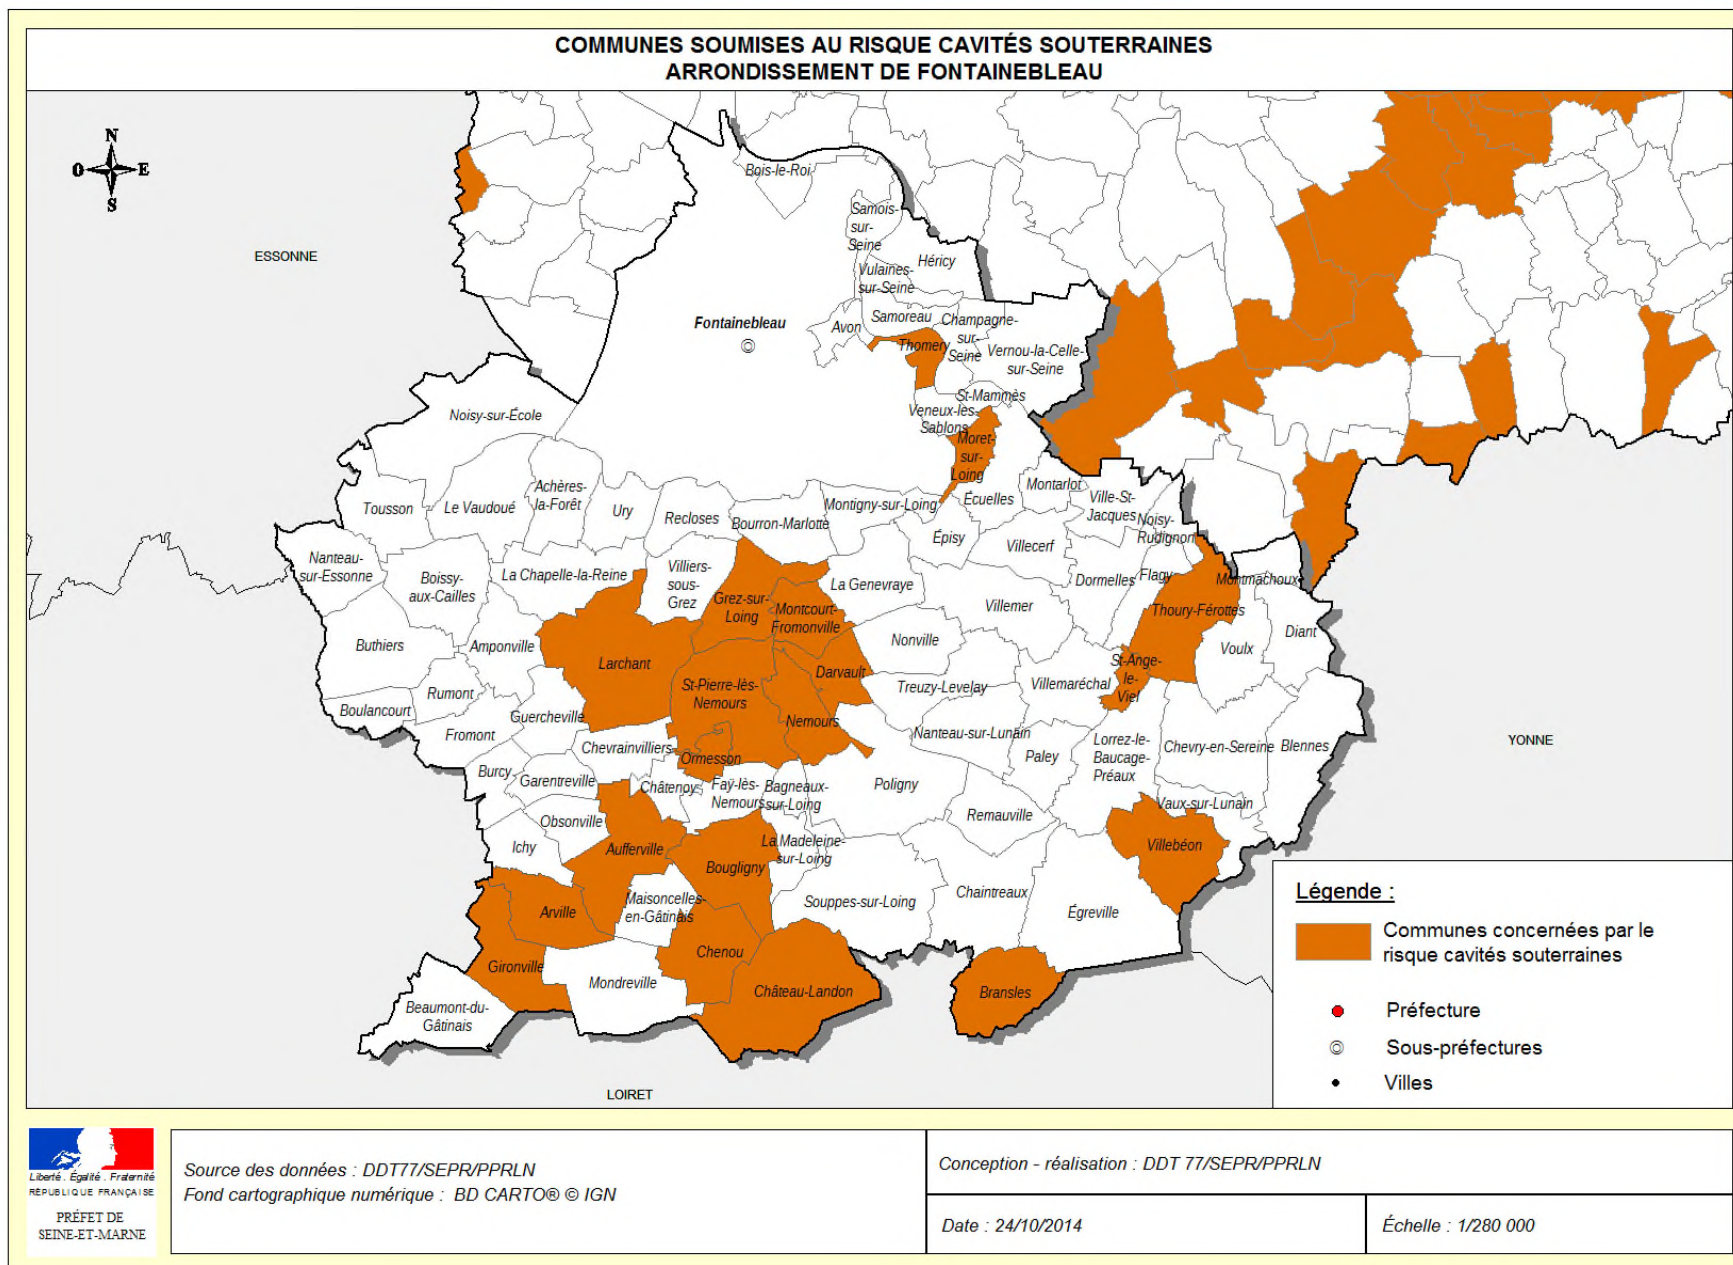 COMMUNES SOUMISES AU RISQUE CAVITÉS SOUTERRAINES
ARRONDISSEMENT DE FONTAINEBLEAU
N
O
E
S
ESSONNE
Bois-le-Roi
Samois-
sur-
Seine
Héricy
Vulaines-
sur-Seine
Samoreau
Avon
Fontainebleau
Champagne-
sur-
Seine
Thomery
Vernou-la-Celle-
sur-Seine
St-Mammès
Veneux-les-
Sablons
Moret-
sur-
Loing
Noisy-sur-École
Tousson
Le Vaudoué
Achères-
la-Forêt
Ury
Recloses
Bourron-Marlotte
Montigny-sur-Loing
Écuelles
Montarlot
Ville-St-
Jacques
Noisy-
Rudignon
Épisy
Villecerf
Nanteau-
sur-Essonne
Boissy-
aux-Cailles
La Chapelle-la-Reine
Villiers-
sous-
Grez
Grez-sur-
Loing
Montcourt-
Fromonville
La Genevraye
Dormelles
Flagy
Montmachoux
Thoury-Férottes
Villemer
Diant
Buthiers
Amponville
Larchant
Nonville
Voulx
St-Pierre-lès-
Nemours
Darvault
St-Ange-
le-
Viel
Rumont
Boulancourt
Guercheville
Treuzy-Levelay
Villemaréchal
Nemours
Fromont
Chevrainvilliers
Nanteau-sur-Lunain
Paley
Lorrez-le-
Baucage-
Préaux
Chevry-en-Sereine
Blennes
YONNE
Ormesson
Burcy
Garentreville
Châtenoy
Faÿ-lès-
Nemours
Bagneaux-
sur-Loing
Poligny
Remauville
Vaux-sur-Lunain
Obsonville
Ichy
Aufferville
Bougligny
La Madeleine-
sur-Loing
Villebéon
Maisoncelles-
en-Gâtinais
Souppes-sur-Loing
Chaintreaux
Égreville
Arville
Chenou
Gironville
Mondreville
Château-Landon
Bransles
Beaumont-du-
Gâtinais
LOIRET
Légende :
Communes concernées par le
risque cavités souterraines
Préfecture
Sous-préfectures
Villes
Liberté . Égalité . Fraternité
RÉPUBLIQUE FRANÇAISE
PRÉFET DE
SEINE-ET-MARNE
Source des données : DDT77/SEPR/PPRLN
Fond cartographique numérique : BD CARTO® © IGN
Conception - réalisation : DDT 77/SEPR/PPRLN
Date : 24/10/2014
Échelle : 1/280 000